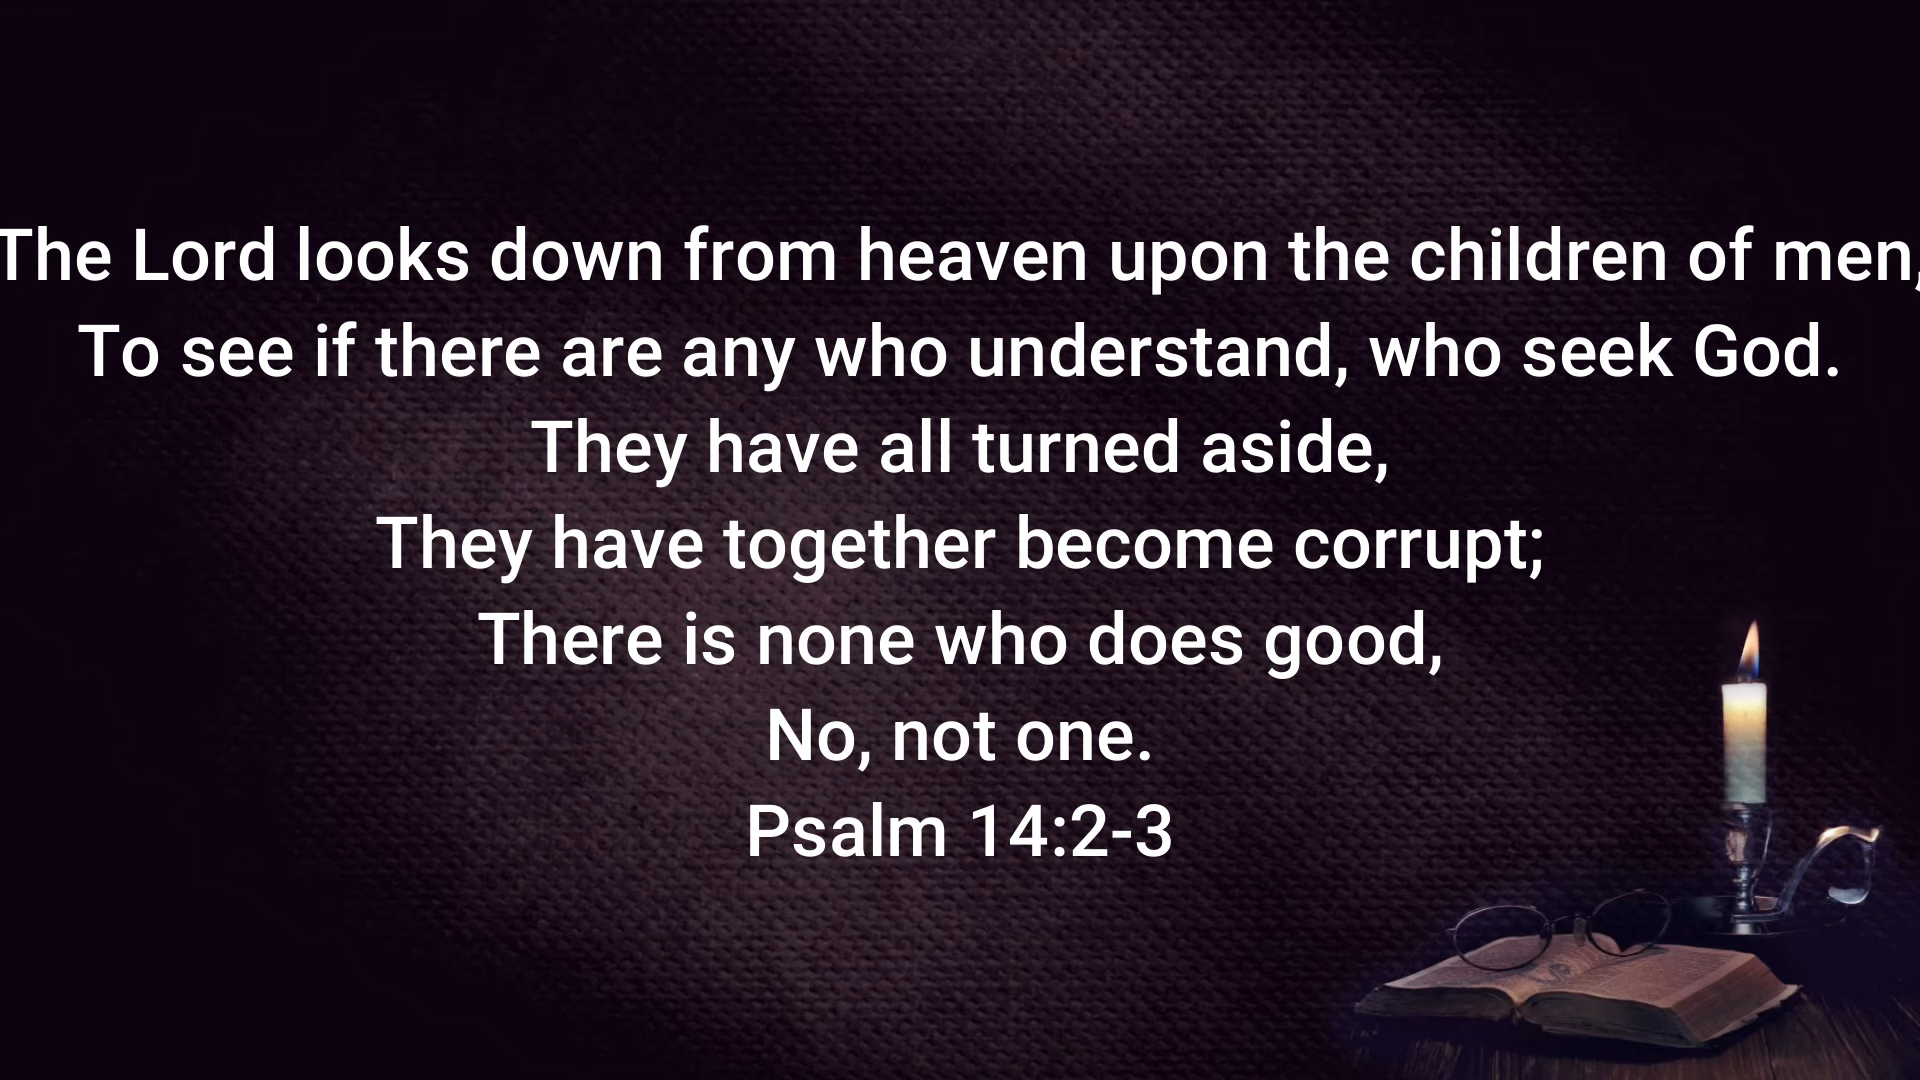 The Lord looks down from heaven upon the children of men,
To see if there are any who understand, who seek God.
They have all turned aside,
They have together become corrupt;
There is none who does good,
No, not one.
Psalm 14:2-3